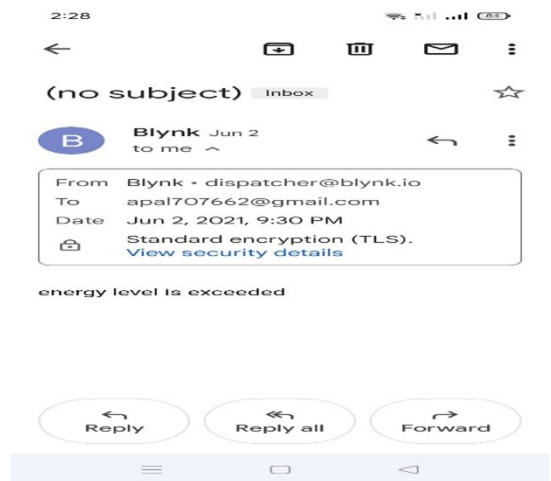 2:28
84
(no subject) Inbox
B
Blynk Jun 2
to me
From Blynk • dispatcher@blynk.io
To apal707662@gmail.com
Date Jun 2, 2021, 9:30 PM
Standard encryption (TLS).
View security details
energy level is exceeded
Reply Reply all Forward